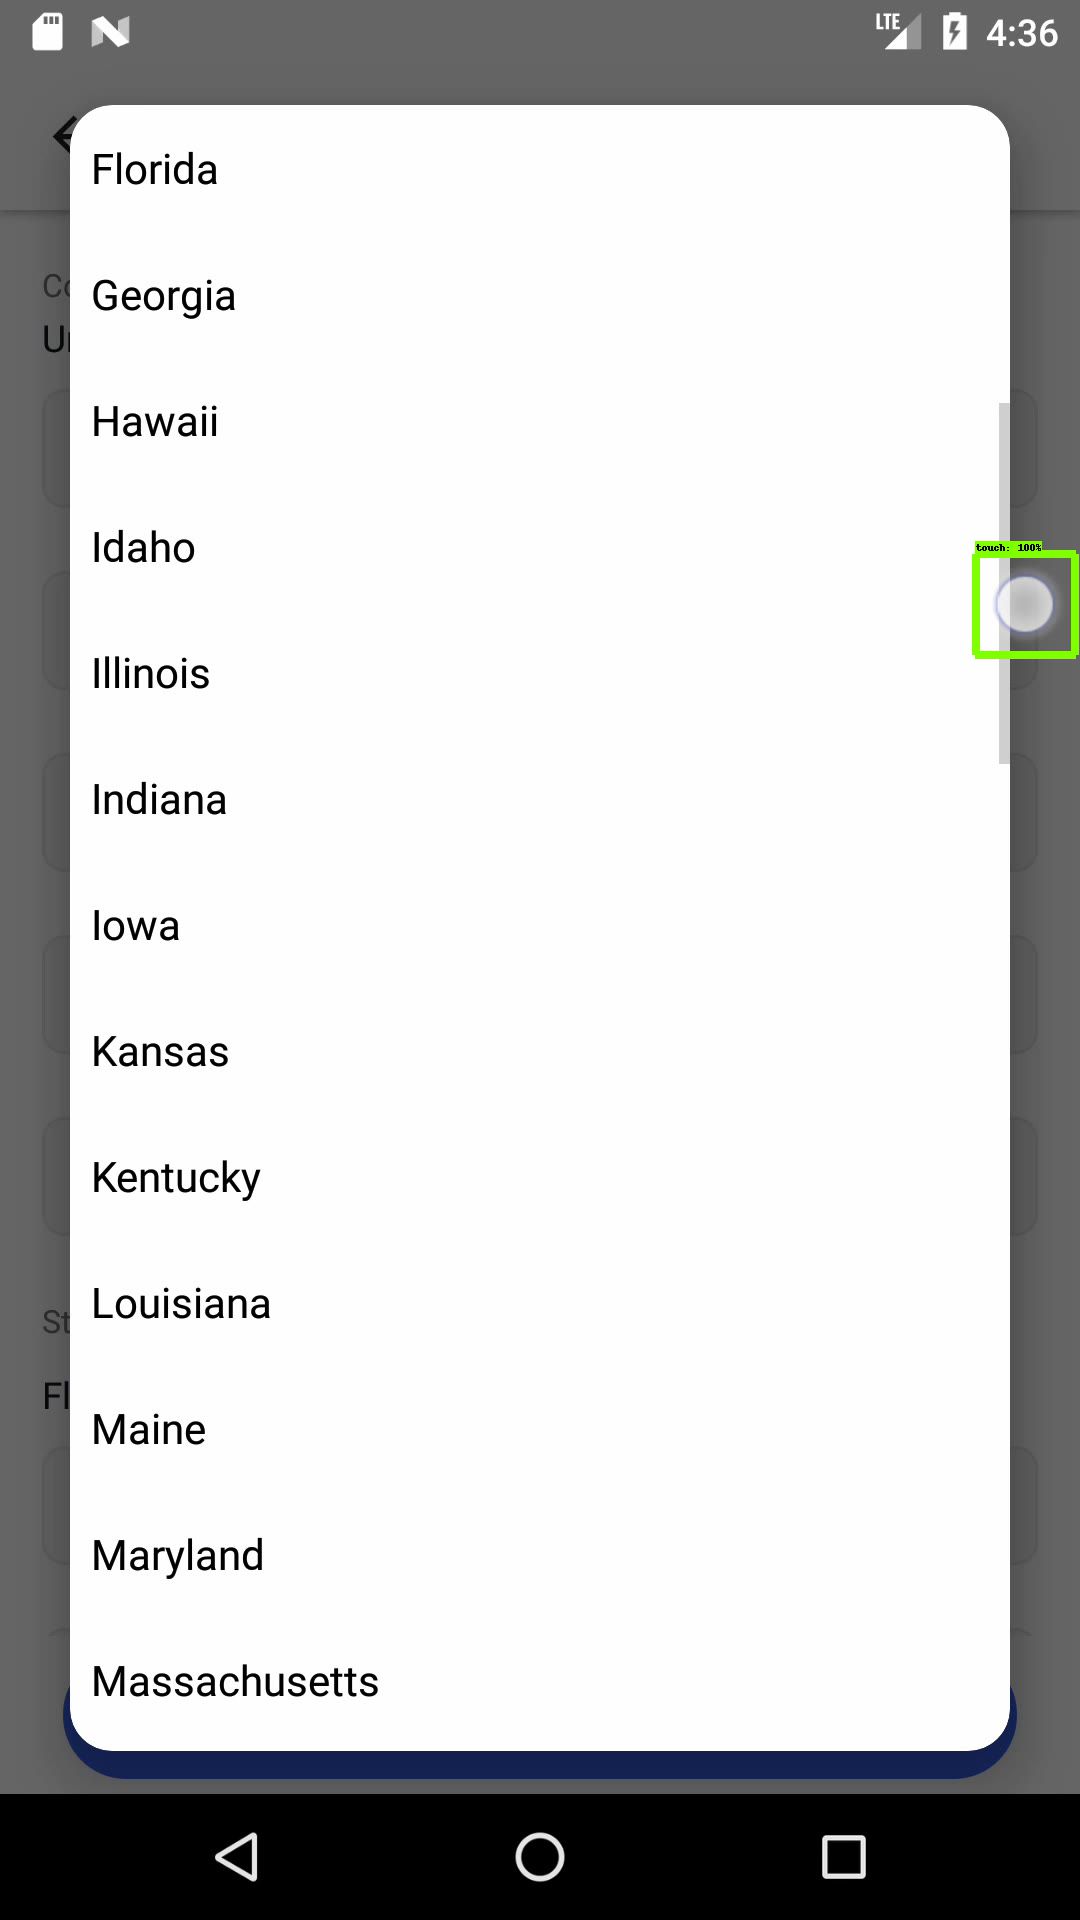 LTE 4:36
Florida
Co
Georgia
Un
Hawaii
Idaho
touch: 100%
Illinois
Indiana
Iowa
Kansas
Kentucky
Louisiana
St
Fl
Maine
Maryland
Massachusetts